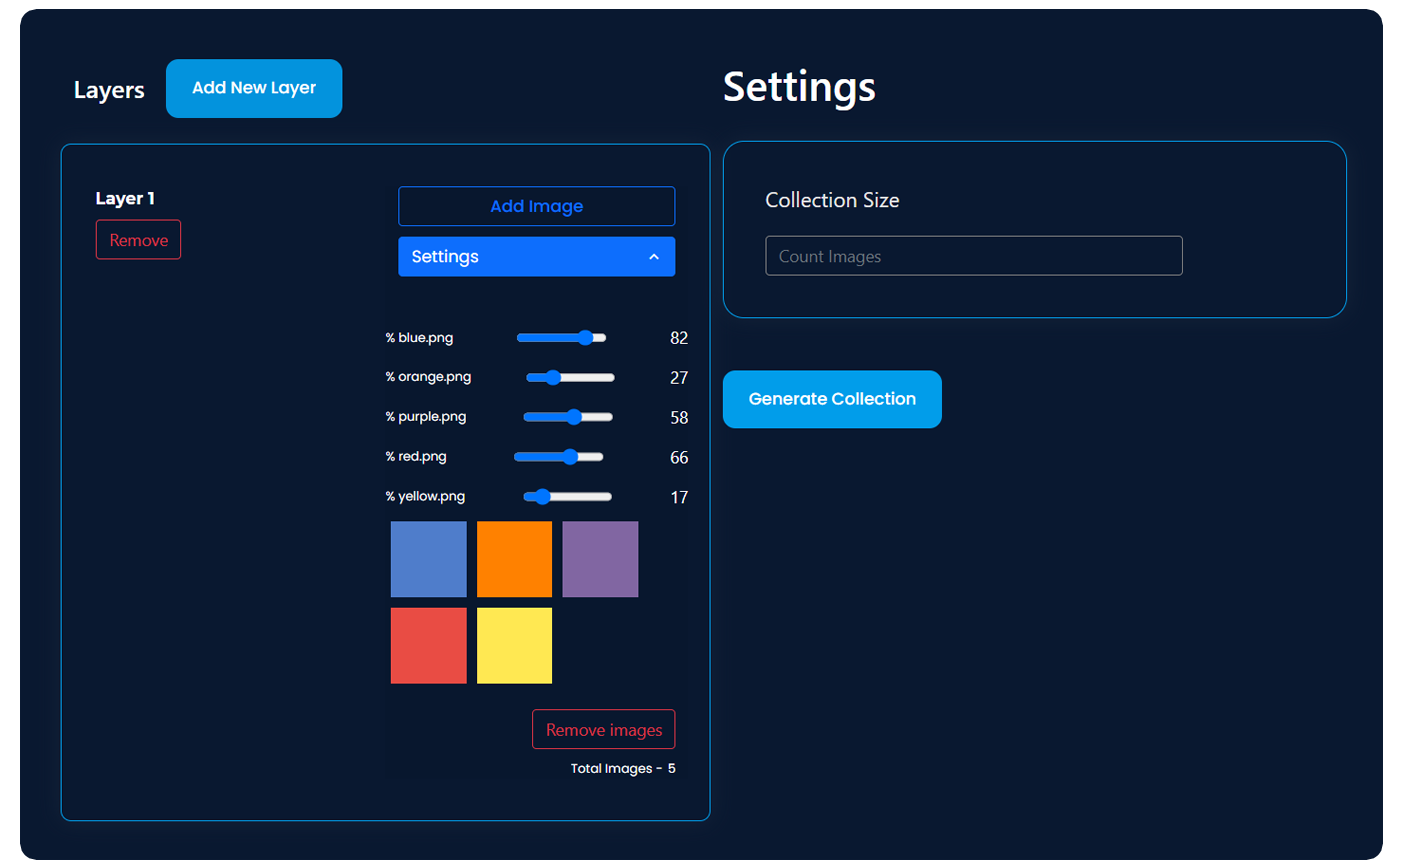 Layers
Add New Layer
Layer 1
Remove
Add Image
Settings
% blue.png 82
% orange.png 27
% purple.png 58
% red.png 66
% yellow.png 17
Remove images
Total Images - 5
Settings
Collection Size
Count Images
Generate Collection